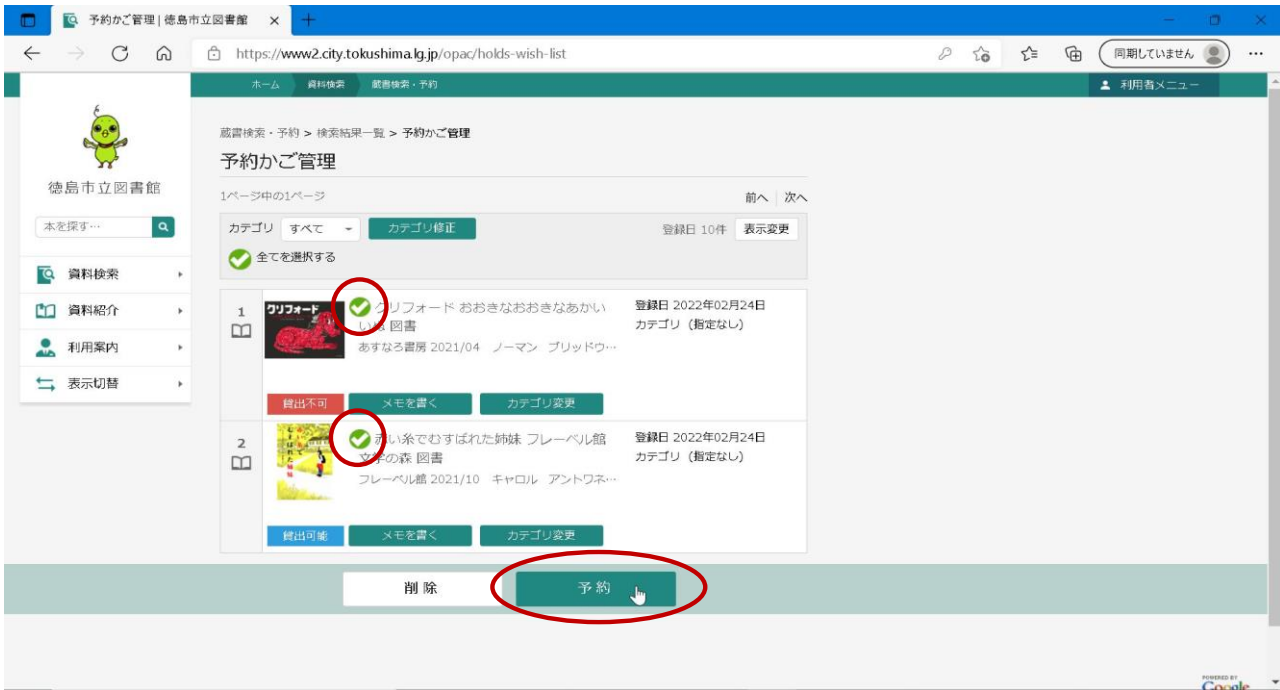 予約かご管理 | 徳島市立図書館
https://www2.city.tokushima.lg.jp/opac/holds-wish-list
同期していません
ホーム 資料検索 蔵書検索・予約 利用者メニュー
徳島市立図書館
本を探す…
資料検索
資料紹介
利用案内
表示切替
蔵書検索・予約 > 検索結果一覧 > 予約かご管理
予約かご管理
1ページ中の1ページ 前へ 次へ
カテゴリ すべて カテゴリ修正 登録日 10件 表示変更
全てを選択する
1
クリフォード
クリフォード おおきなおおきなあかい
いぬ 図書
あすなろ書房 2021/04 ノーマン ブリッドウ…
登録日 2022年02月24日
カテゴリ (指定なし)
貸出不可 メモを書く カテゴリ変更
2
赤い糸でむすばれた姉妹 フレーベル館
文学の森 図書
フレーベル館 2021/10 キャロル アントワネ…
登録日 2022年02月24日
カテゴリ (指定なし)
貸出可能 メモを書く カテゴリ変更
削除 予約
POWERED BY
Google